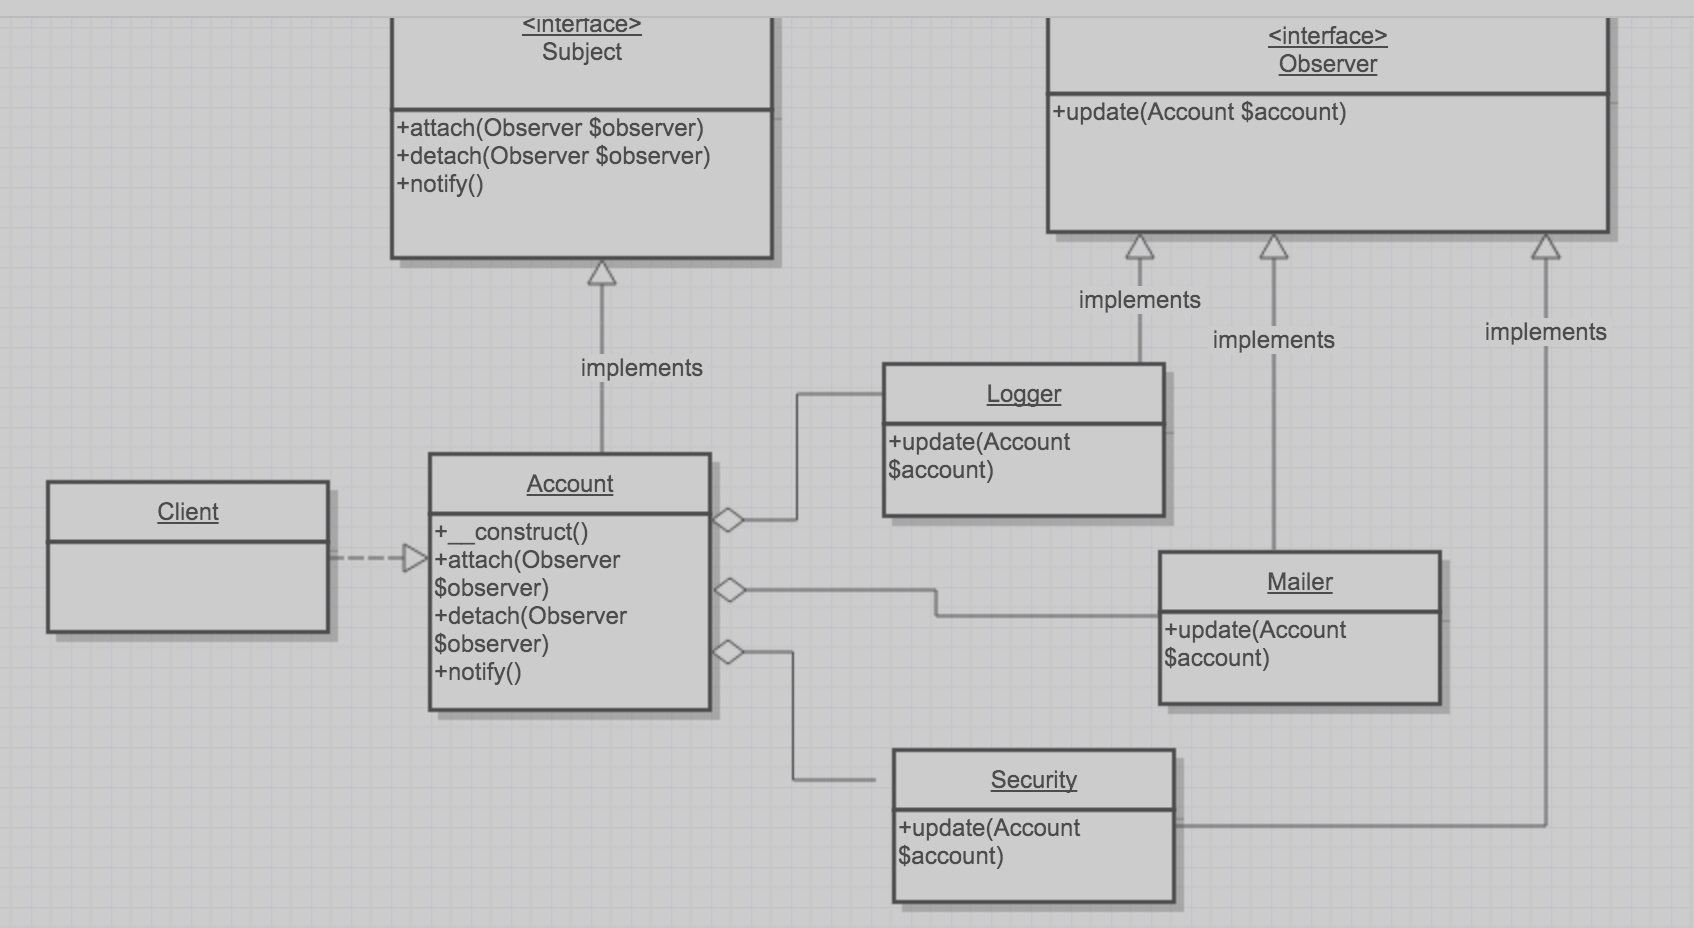 <interface>
Subject
+attach(Observer $observer)
+detach(Observer $observer)
+notify()
<interface>
Observer
+update(Account $account)
implements
implements
implements
implements
Client
Account
+__construct()
+attach(Observer
$observer)
+detach(Observer
$observer)
+notify()
Logger
+update(Account
$account)
Mailer
+update(Account
$account)
Security
+update(Account
$account)